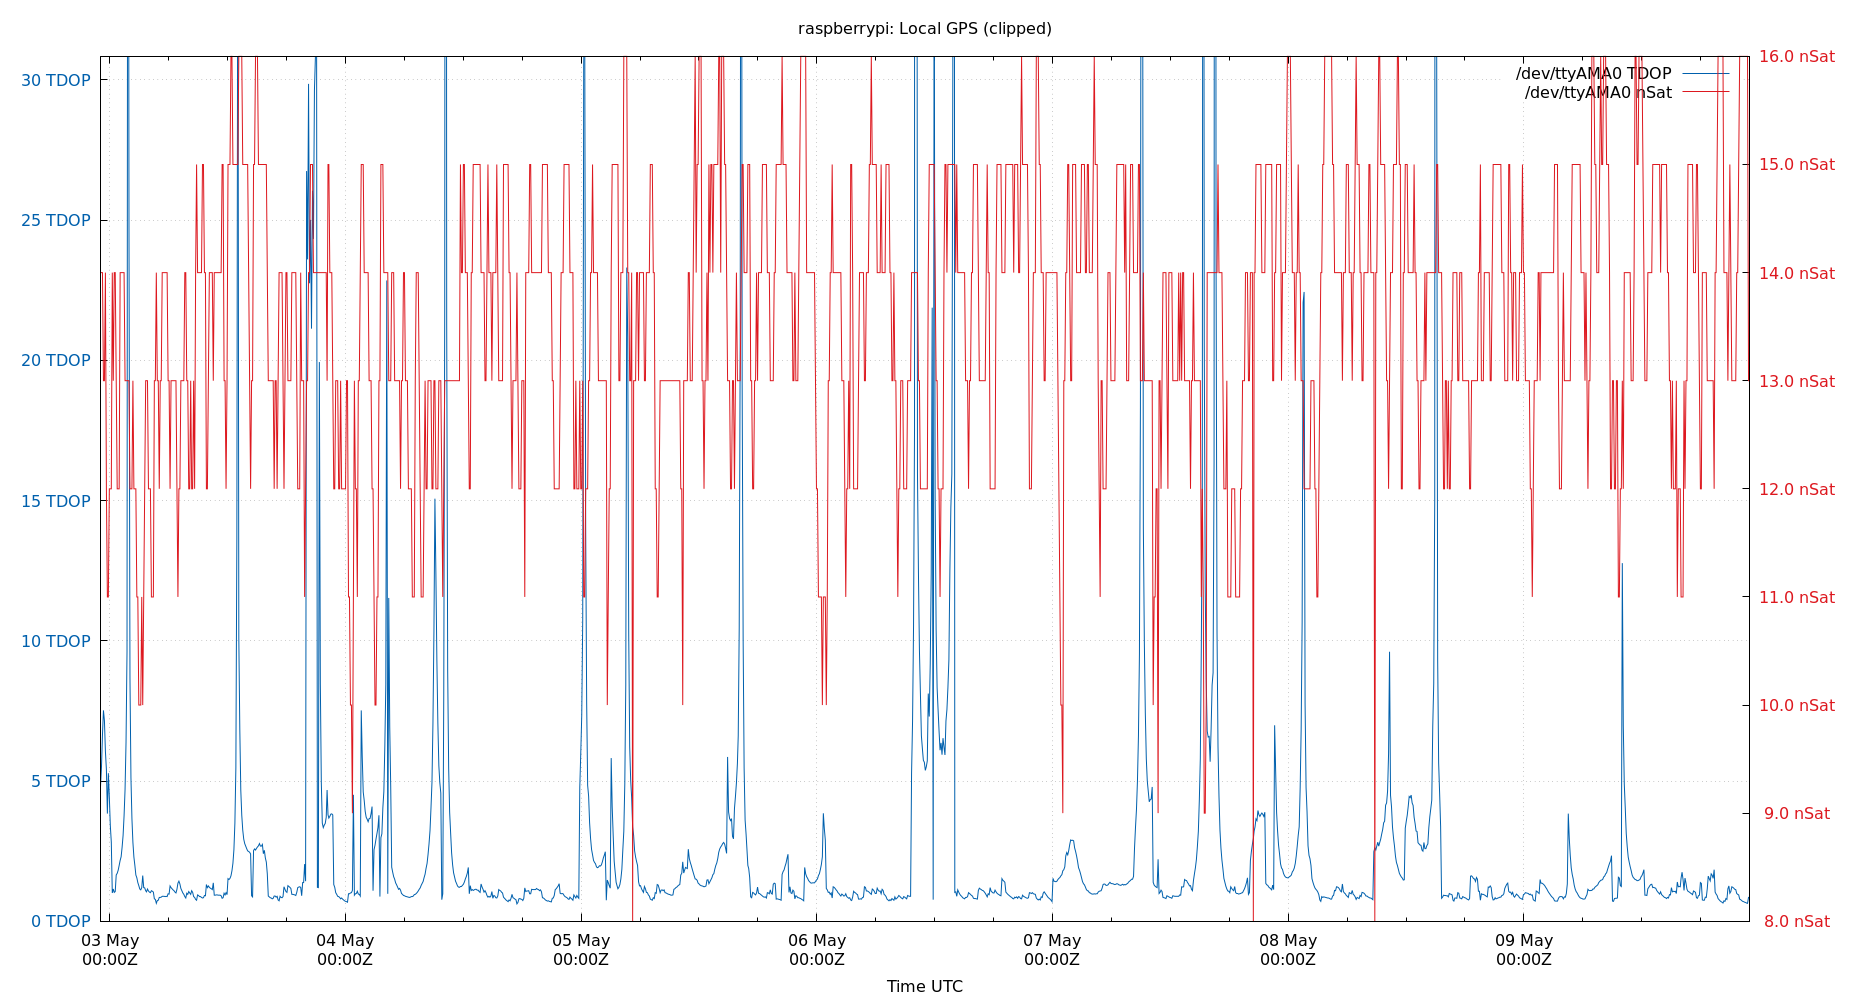 raspberrypi: Local GPS (clipped)
/dev/ttyAMA0 TDOP
/dev/ttyAMA0 nSat
30 TDOP
25 TDOP
20 TDOP
15 TDOP
10 TDOP
5 TDOP
0 TDOP
16.0 nSat
15.0 nSat
14.0 nSat
13.0 nSat
12.0 nSat
11.0 nSat
10.0 nSat
9.0 nSat
8.0 nSat
03 May
00:00Z
04 May
00:00Z
05 May
00:00Z
06 May
00:00Z
07 May
00:00Z
08 May
00:00Z
09 May
00:00Z
Time UTC